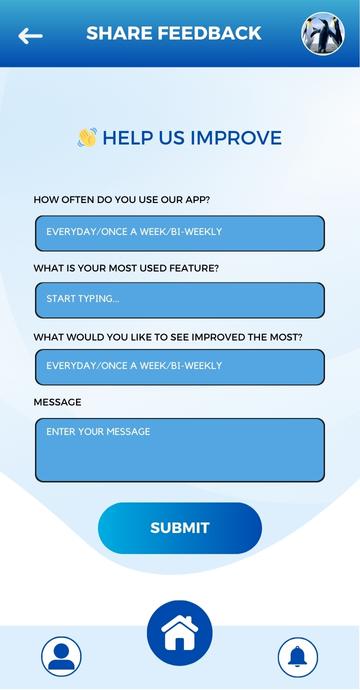 SHARE FEEDBACK
HELP US IMPROVE
HOW OFTEN DO YOU USE OUR APP?
EVERYDAY/ONCE A WEEK/BI-WEEKLY
WHAT IS YOUR MOST USED FEATURE?
START TYPING...
WHAT WOULD YOU LIKE TO SEE IMPROVED THE MOST?
EVERYDAY/ONCE A WEEK/BI-WEEKLY
MESSAGE
ENTER YOUR MESSAGE
SUBMIT